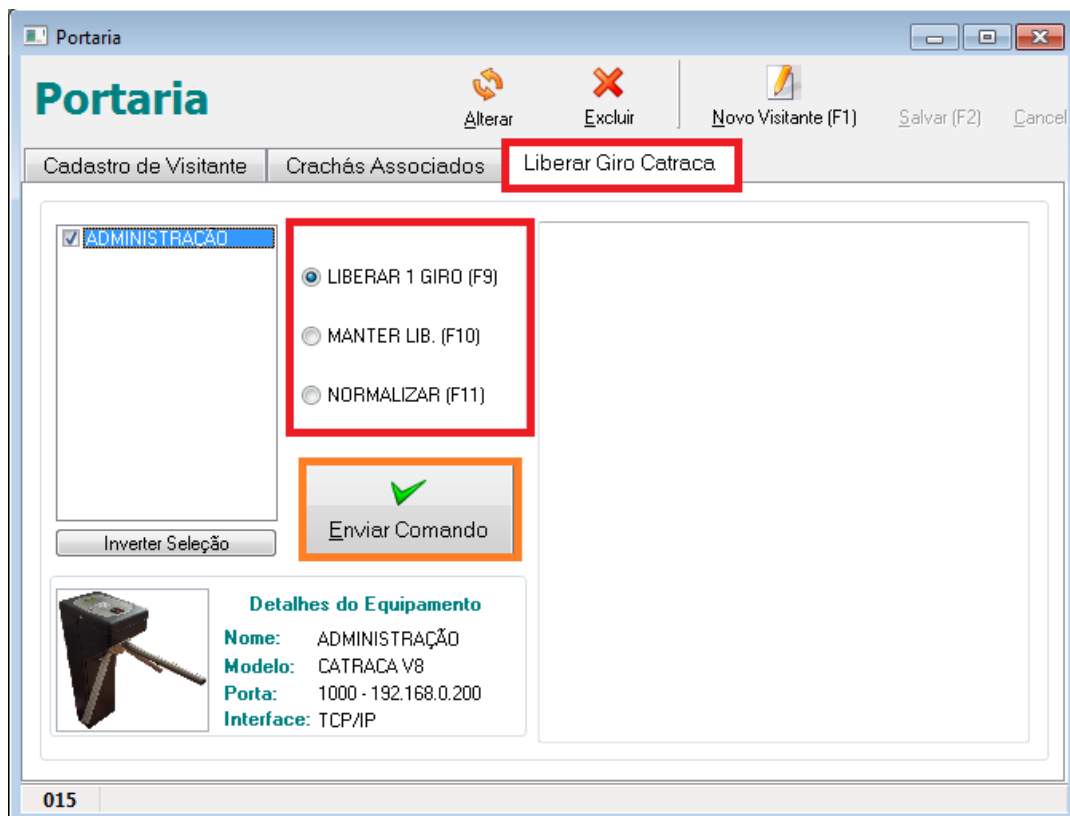 Portaria
Portaria
Alterar
Excluir
Novo Visitante (F1)
Salvar (F2)
Cancel
Cadastro de Visitante
Crachás Associados
Liberar Giro Catraca
ADMINISTRAÇÃO
LIBERAR 1 GIRO (F9)
MANTER LIB. (F10)
NORMALIZAR (F11)
Enviar Comando
Inverter Seleção
Detalhes do Equipamento
Nome: ADMINISTRAÇÃO
Modelo: CATRACA V8
Porta: 1000 - 192.168.0.200
Interface: TCP/IP
015